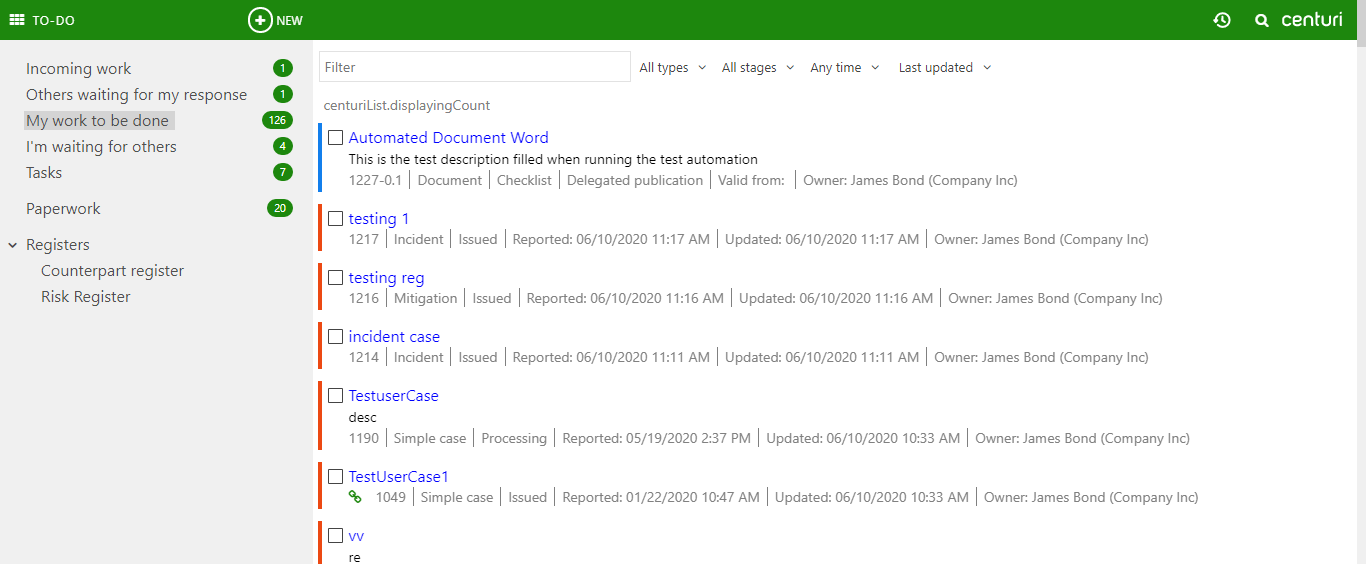 TO-DO
NEW
centuri
Incoming work 1
Others waiting for my response 1
My work to be done 126
I'm waiting for others 4
Tasks 7
Paperwork 20
Registers
Counterpart register
Risk Register
Filter
All types All stages Any time Last updated
centuriList.displayingCount
Automated Document Word
This is the test description filled when running the test automation
1227-0.1 | Document | Checklist | Delegated publication | Valid from: | Owner: James Bond (Company Inc)
testing 1
1217 | Incident | Issued | Reported: 06/10/2020 11:17 AM | Updated: 06/10/2020 11:17 AM | Owner: James Bond (Company Inc)
testing reg
1216 | Mitigation | Issued | Reported: 06/10/2020 11:16 AM | Updated: 06/10/2020 11:16 AM | Owner: James Bond (Company Inc)
incident case
1214 | Incident | Issued | Reported: 06/10/2020 11:11 AM | Updated: 06/10/2020 11:11 AM | Owner: James Bond (Company Inc)
TestuserCase
desc
1190 | Simple case | Processing | Reported: 05/19/2020 2:37 PM | Updated: 06/10/2020 10:33 AM | Owner: James Bond (Company Inc)
TestUserCase1
1049 | Simple case | Issued | Reported: 01/22/2020 10:47 AM | Updated: 06/10/2020 10:33 AM | Owner: James Bond (Company Inc)
vv
re